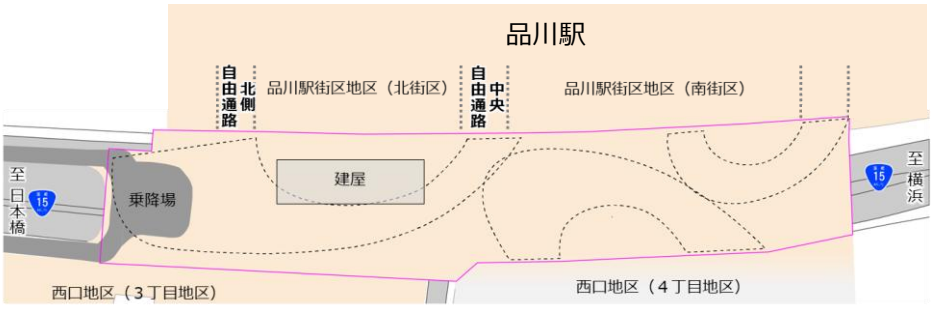 品川駅
北側
自由通路
品川駅街区地区（北街区）
中央
自由通路
品川駅街区地区（南街区）
至 日本橋
15
乗降場
建屋
15
至 横浜
西口地区（３丁目地区）
西口地区（４丁目地区）